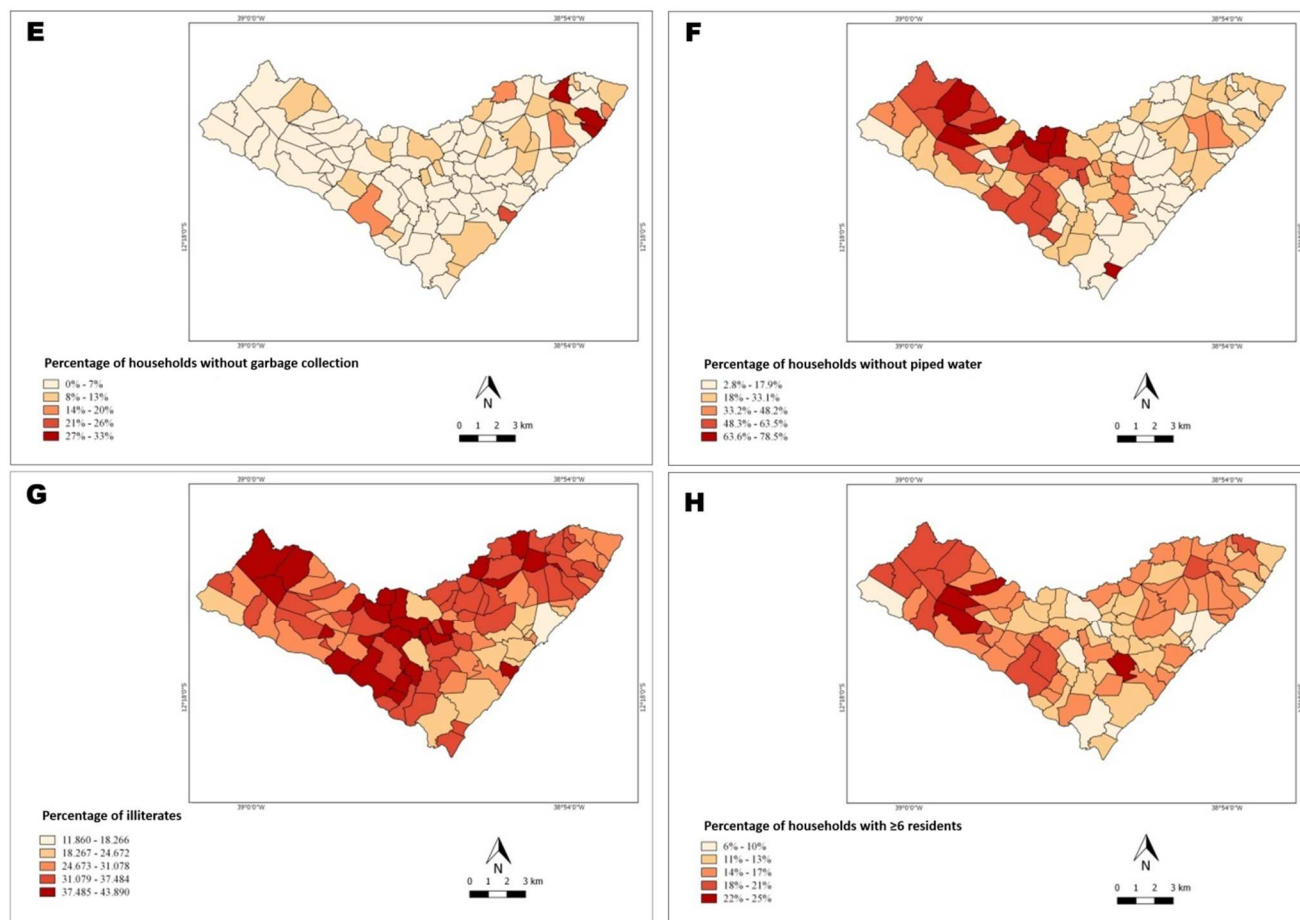 E
39°0'0"W 38°54'0"W
12°18'0"S 12°18'0"S
39°0'0"W 38°54'0"W
Percentage of households without garbage collection
0% - 7%
8% - 13%
14% - 20%
21% - 26%
27% - 33%
N
0 1 2 3 km
F
39°0'0"W 38°54'0"W
12°18'0"S
39°0'0"W 38°54'0"W
Percentage of households without piped water
2.8% - 17.9%
18% - 33.1%
33.2% - 48.2%
48.3% - 63.5%
63.6% - 78.5%
N
0 1 2 3 km
G
39°0'0"W 38°54'0"W
12°18'0"S 12°18'0"S
39°0'0"W 38°54'0"W
Percentage of illiterates
11.860 - 18.266
18.267 - 24.672
24.673 - 31.078
31.079 - 37.484
37.485 - 43.890
N
0 1 2 3 km
H
39°0'0"W 38°54'0"W
12°18'0"S
39°0'0"W 38°54'0"W
Percentage of households with ≥6 residents
6% - 10%
11% - 13%
14% - 17%
18% - 21%
22% - 25%
N
0 1 2 3 km